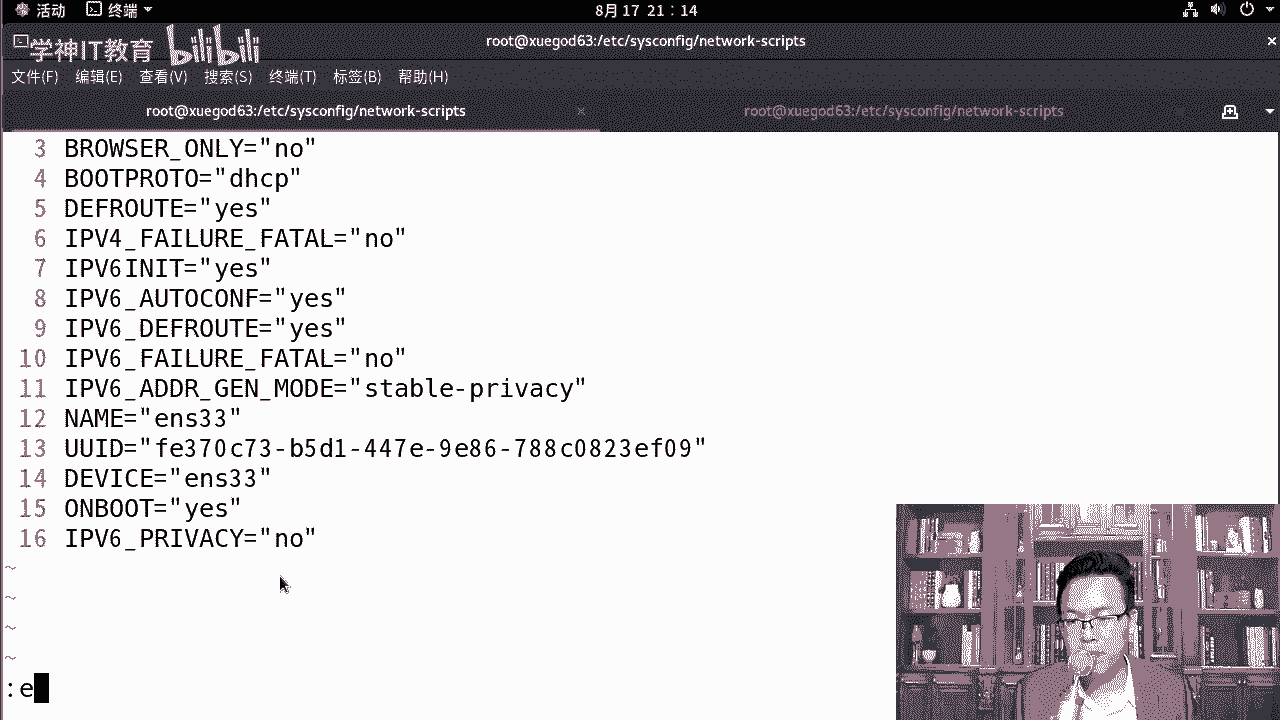 活动 终端 8月 17 21：14
学神IT教育 bilibili
root@xuegod63:/etc/sysconfig/network-scripts ×
文件(F) 编辑(E) 查看(V) 搜索(S) 终端(T) 标签(B) 帮助(H)
root@xuegod63:/etc/sysconfig/network-scripts × root@xuegod63:/etc/sysconfig/network-scripts
3 BROWSER_ONLY="no"
4 BOOTPROTO="dhcp"
5 DEFROUTE="yes"
6 IPV4_FAILURE_FATAL="no"
7 IPV6INIT="yes"
8 IPV6_AUTOCONF="yes"
9 IPV6_DEFROUTE="yes"
10 IPV6_FAILURE_FATAL="no"
11 IPV6_ADDR_GEN_MODE="stable-privacy"
12 NAME="ens33"
13 UUID="fe370c73-b5d1-447e-9e86-788c0823ef09"
14 DEVICE="ens33"
15 ONBOOT="yes"
16 IPV6_PRIVACY="no"
~
~
~
~
:e